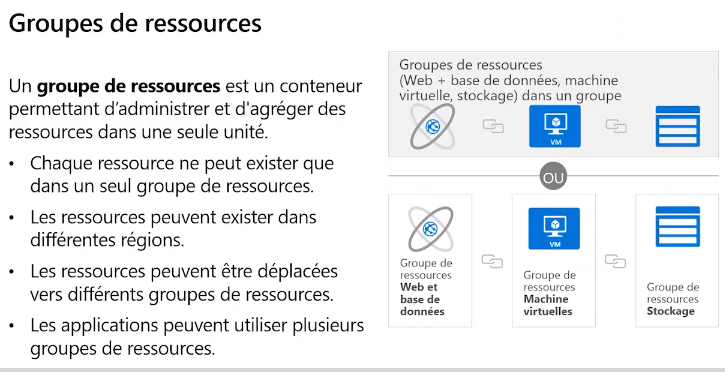 Groupes de ressources
Un groupe de ressources est un conteneur
permettant d'administrer et d'agréger des
ressources dans une seule unité.
• Chaque ressource ne peut exister que
dans un seul groupe de ressources.
• Les ressources peuvent exister dans
différentes régions.
• Les ressources peuvent être déplacées
vers différents groupes de ressources.
• Les applications peuvent utiliser plusieurs
groupes de ressources.
Groupes de ressources
(Web + base de données, machine
virtuelle, stockage) dans un groupe
VM
OU
Groupe de
ressources
Web et
base de
données
VM
Groupe de
ressources
Machine
virtuelles
Groupe de
ressources
Stockage